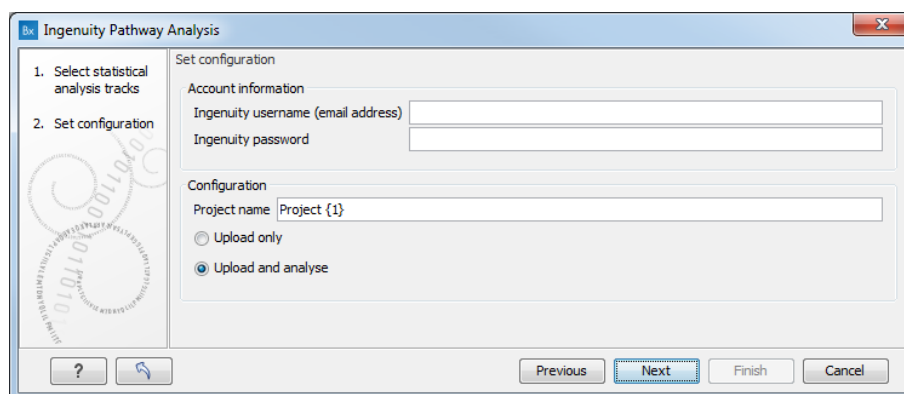 Bx Ingenuity Pathway Analysis
1. Select statistical
analysis tracks
2. Set configuration
Set configuration
Account information
Ingenuity username (email address)
Ingenuity password
Configuration
Project name Project {1}
Upload only
Upload and analyse
? Previous Next Finish Cancel